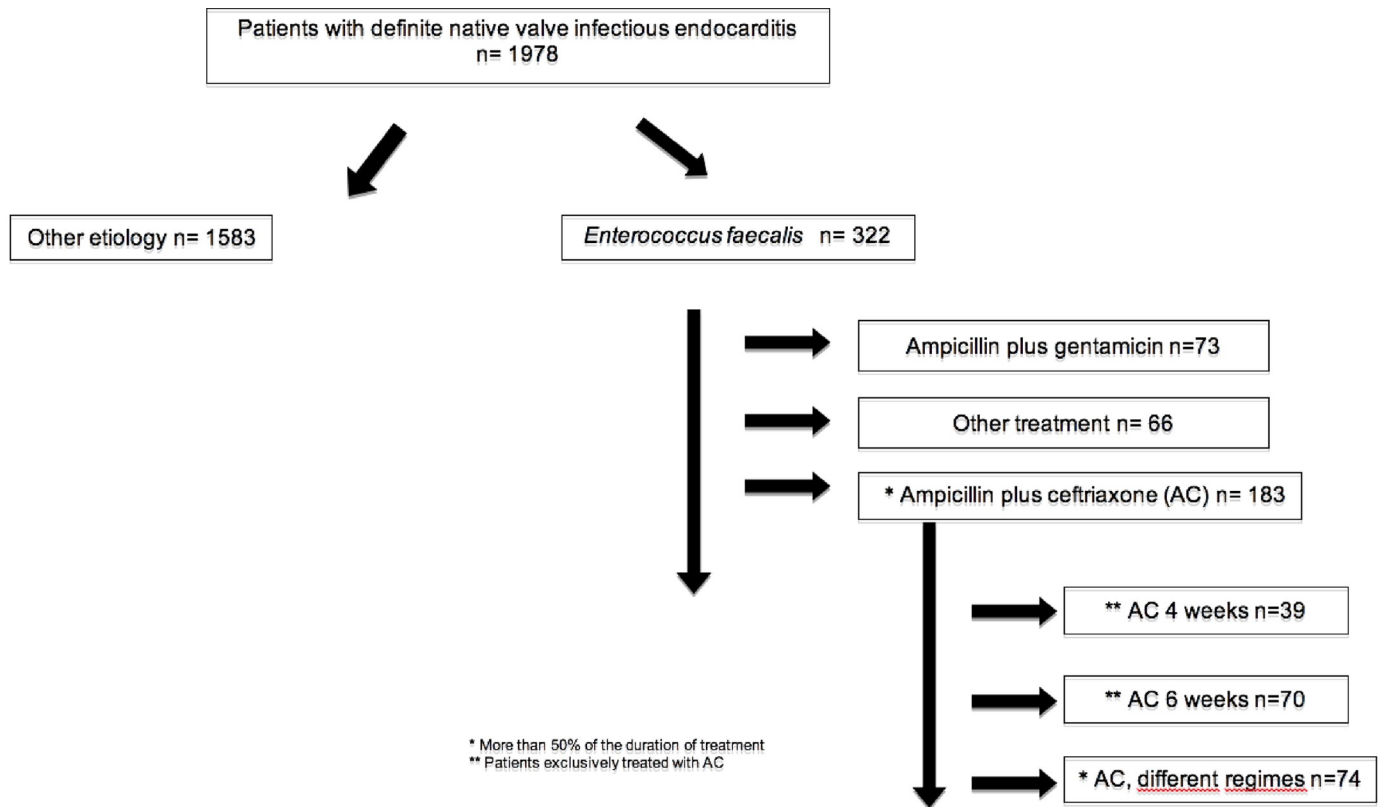 Patients with definite native valve infectious endocarditis
n= 1978
Other etiology n= 1583
Enterococcus faecalis n= 322
Ampicillin plus gentamicin n=73
Other treatment n= 66
* Ampicillin plus ceftriaxone (AC) n= 183
** AC 4 weeks n=39
** AC 6 weeks n=70
* AC, different regimes n=74
* More than 50% of the duration of treatment
** Patients exclusively treated with AC